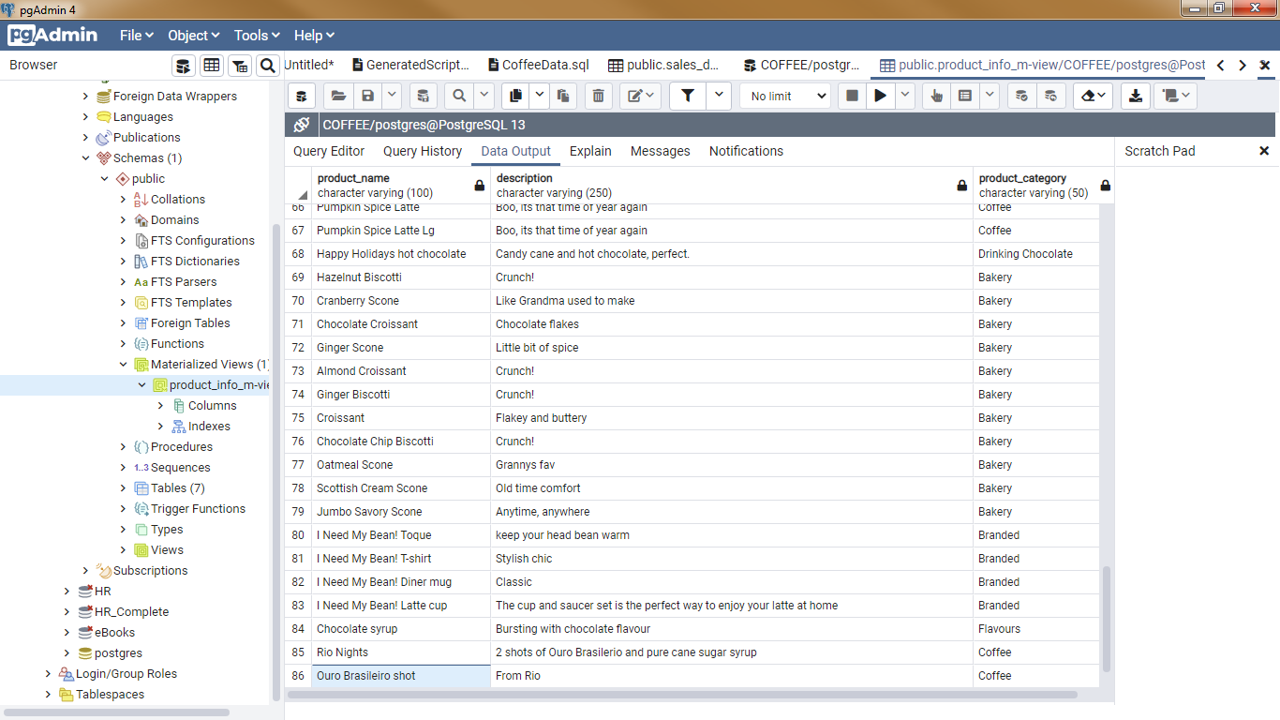 pgAdmin 4
pgAdmin File Object Tools Help
Browser
Untitled* GeneratedScript... CoffeeData.sql public.sales_d... COFFEE/postgr... public.product_info_m-view/COFFEE/postgres@Post
No limit
COFFEE/postgres@PostgreSQL 13
Query Editor Query History Data Output Explain Messages Notifications
Scratch Pad
Foreign Data Wrappers
Languages
Publications
Schemas (1)
public
Collations
Domains
FTS Configurations
FTS Dictionaries
Aa FTS Parsers
FTS Templates
Foreign Tables
Functions
Materialized Views (1)
product_info_m-vie
Columns
Indexes
Procedures
1..3 Sequences
Tables (7)
Trigger Functions
Types
Views
Subscriptions
HR
HR_Complete
eBooks
postgres
Login/Group Roles
Tablespaces
product_name description product_category
character varying (100) character varying (250) character varying (50)
66 Pumpkin Spice Latte Boo, its that time of year again Coffee
67 Pumpkin Spice Latte Lg Boo, its that time of year again Coffee
68 Happy Holidays hot chocolate Candy cane and hot chocolate, perfect. Drinking Chocolate
69 Hazelnut Biscotti Crunch! Bakery
70 Cranberry Scone Like Grandma used to make Bakery
71 Chocolate Croissant Chocolate flakes Bakery
72 Ginger Scone Little bit of spice Bakery
73 Almond Croissant Crunch! Bakery
74 Ginger Biscotti Crunch! Bakery
75 Croissant Flakey and buttery Bakery
76 Chocolate Chip Biscotti Crunch! Bakery
77 Oatmeal Scone Grannys fav Bakery
78 Scottish Cream Scone Old time comfort Bakery
79 Jumbo Savory Scone Anytime, anywhere Bakery
80 I Need My Bean! Toque keep your head bean warm Branded
81 I Need My Bean! T-shirt Stylish chic Branded
82 I Need My Bean! Diner mug Classic Branded
83 I Need My Bean! Latte cup The cup and saucer set is the perfect way to enjoy your latte at home Branded
84 Chocolate syrup Bursting with chocolate flavour Flavours
85 Rio Nights 2 shots of Ouro Brasilerio and pure cane sugar syrup Coffee
86 Ouro Brasileiro shot From Rio Coffee